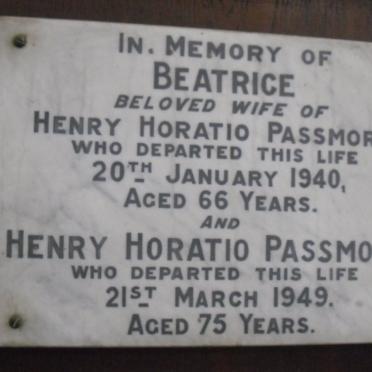 IN. MEMORY OF
BEATRICE
BELOVED WIFE OF
HENRY HORATIO PASSMOR
WHO DEPARTED THIS LIFE
20TH JANUARY 1940,
AGED 66 YEARS.
AND
HENRY HORATIO PASSMO
WHO DEPARTED THIS LIFE
21ST MARCH 1949.
AGED 75 YEARS.